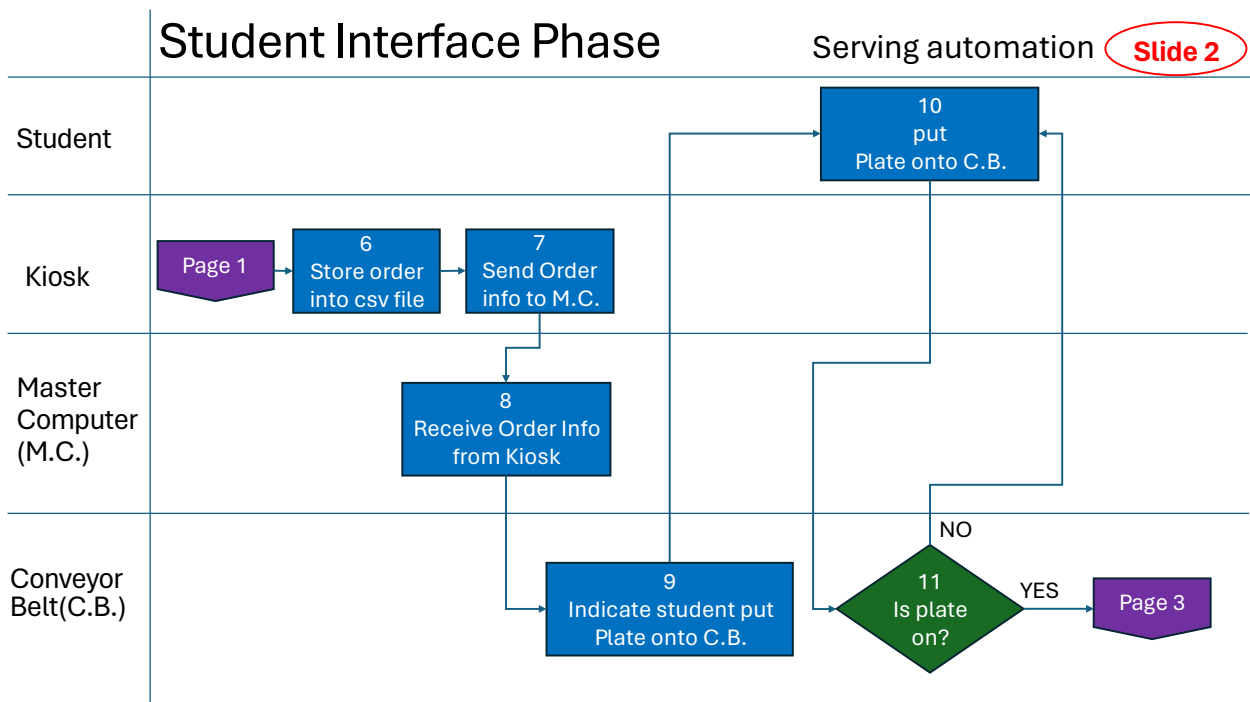 Student Interface Phase
Serving automation
Slide 2
Student
10
put
Plate onto C.B.
Kiosk
Page 1
6
Store order
into csv file
7
Send Order
info to M.C.
Master
Computer
(M.C.)
8
Receive Order Info
from Kiosk
Conveyor
Belt(C.B.)
9
Indicate student put
Plate onto C.B.
NO
11
Is plate
on?
YES
Page 3